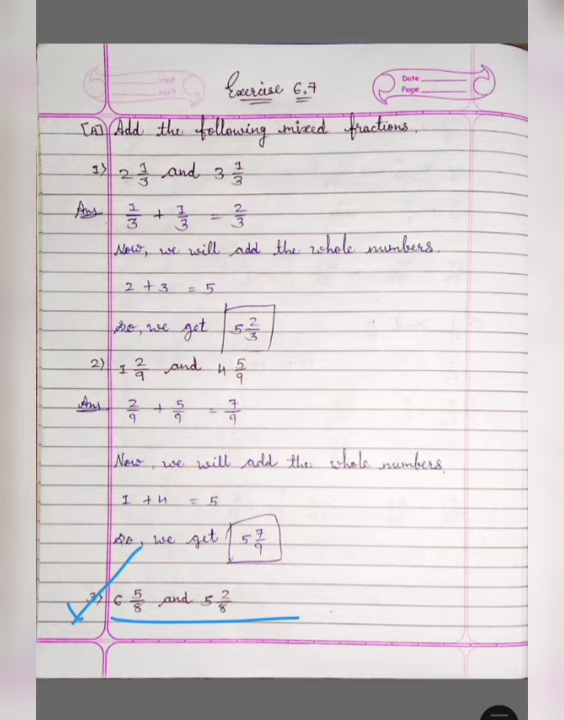 Exercise 6.7
Date
Page
[A] Add the following mixed fractions.
1) 2 1/3 and 3 1/3
Ans 1/3 + 1/3 = 2/3
Now, we will add the whole numbers.
2 + 3 = 5
So, we get 5 2/3
2) 1 2/9 and 4 5/9
Ans 2/9 + 5/9 = 7/9
Now, we will add the whole numbers.
1 + 4 = 5
So, we get 5 7/9
3) 6 5/8 and 5 2/8